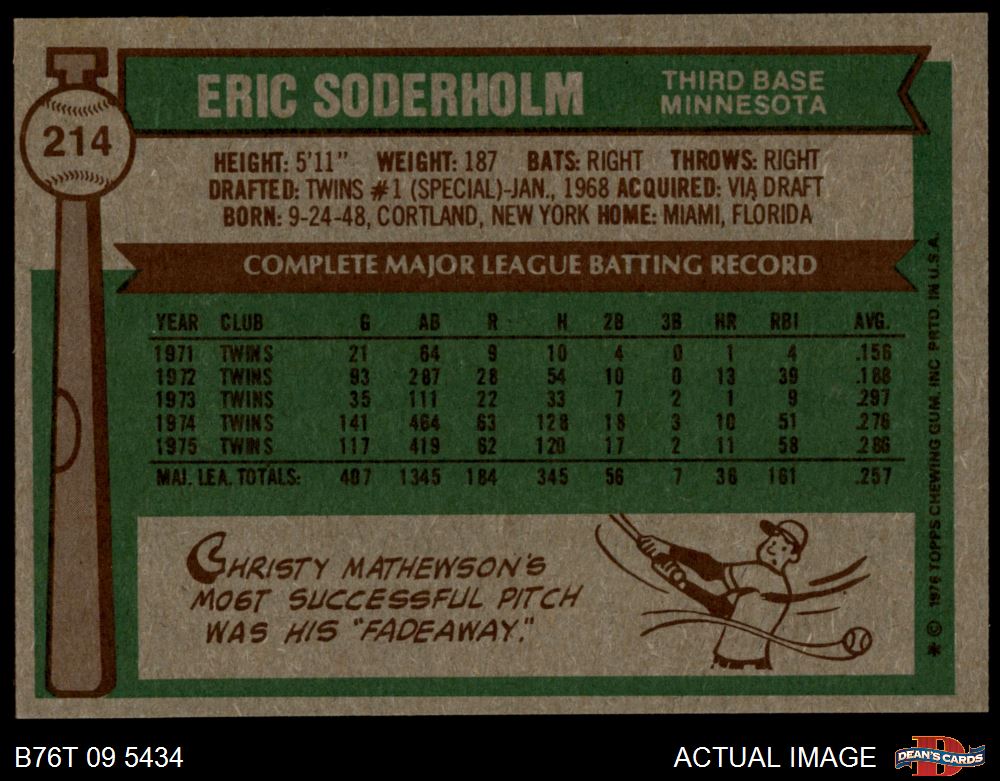 214
ERIC SODERHOLM
THIRD BASE
MINNESOTA
HEIGHT: 5'11" WEIGHT: 187 BATS: RIGHT THROWS: RIGHT
DRAFTED: TWINS #1 (SPECIAL)-JAN., 1968 ACQUIRED: VIA DRAFT
BORN: 9-24-48, CORTLAND, NEW YORK HOME: MIAMI, FLORIDA
COMPLETE MAJOR LEAGUE BATTING RECORD
YEAR CLUB G AB R H 2B 3B HR RBI AVG.
1971 TWINS 21 64 9 10 4 0 1 4 .156
1972 TWINS 93 287 28 54 10 0 13 39 .188
1973 TWINS 35 111 22 33 7 2 1 9 .297
1974 TWINS 141 464 63 128 18 3 10 51 .276
1975 TWINS 117 419 62 120 17 2 11 58 .286
MAJ. LEA. TOTALS: 407 1345 184 345 56 7 36 161 .257
CHRISTY MATHEWSON'S
MOST SUCCESSFUL PITCH
WAS HIS "FADEAWAY."
* © 1976 TOPPS CHEWING GUM, INC PRTD. IN U.S.A.
B76T 09 5434
ACTUAL IMAGE
D
DEAN'S CARDS